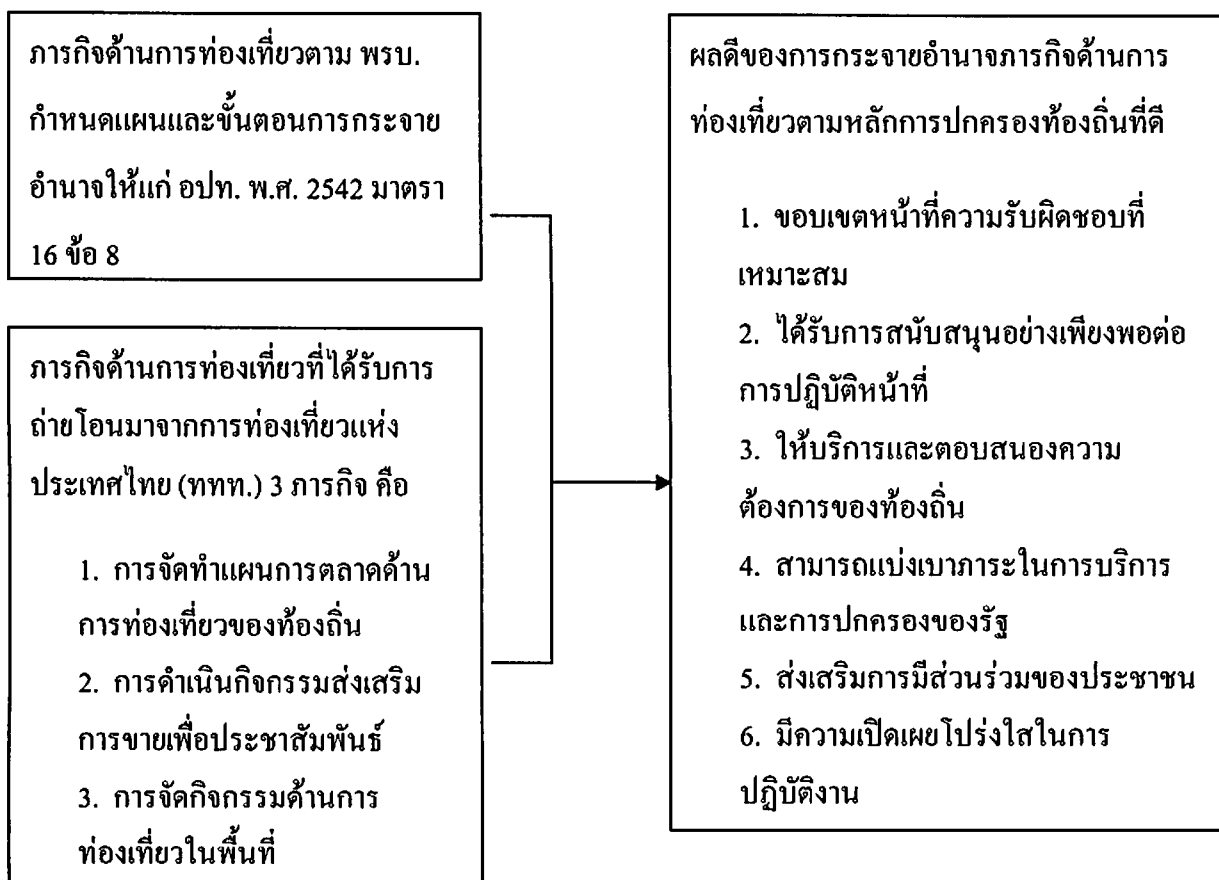 ภารกิจด้านการท่องเที่ยวตาม พรบ.
กำหนดแผนและขั้นตอนการกระจาย
อำนาจให้แก่ อปท. พ.ศ. 2542 มาตรา
16 ข้อ 8
ภารกิจด้านการท่องเที่ยวที่ได้รับการ
ถ่ายโอนมาจากการท่องเที่ยวแห่ง
ประเทศไทย (ททท.) 3 ภารกิจ คือ
1. การจัดทำแผนการตลาดด้าน
การท่องเที่ยวของท้องถิ่น
2. การดำเนินกิจกรรมส่งเสริม
การขายเพื่อประชาสัมพันธ์
3. การจัดกิจกรรมด้านการ
ท่องเที่ยวในพื้นที่
ผลดีของการกระจายอำนาจภารกิจด้านการ
ท่องเที่ยวตามหลักการปกครองท้องถิ่นที่ดี
1. ขอบเขตหน้าที่ความรับผิดชอบที่
เหมาะสม
2. ได้รับการสนับสนุนอย่างเพียงพอต่อ
การปฏิบัติหน้าที่
3. ให้บริการและตอบสนองความ
ต้องการของท้องถิ่น
4. สามารถแบ่งเบาภาระในการบริการ
และการปกครองของรัฐ
5. ส่งเสริมการมีส่วนร่วมของประชาชน
6. มีความเปิดเผยโปร่งใสในการ
ปฏิบัติงาน